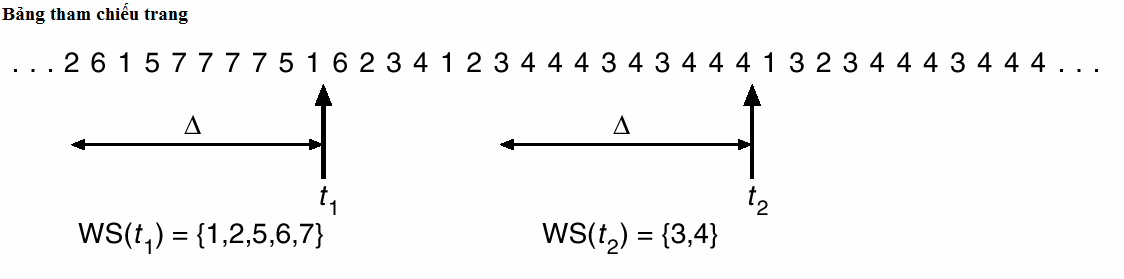 Bảng tham chiếu trang
. . . 2 6 1 5 7 7 7 7 5 1 6 2 3 4 1 2 3 4 4 4 3 4 3 4 4 4 1 3 2 3 4 4 4 3 4 4 4 . . .
Δ Δ
t1 t2
WS(t1) = {1,2,5,6,7} WS(t2) = {3,4}